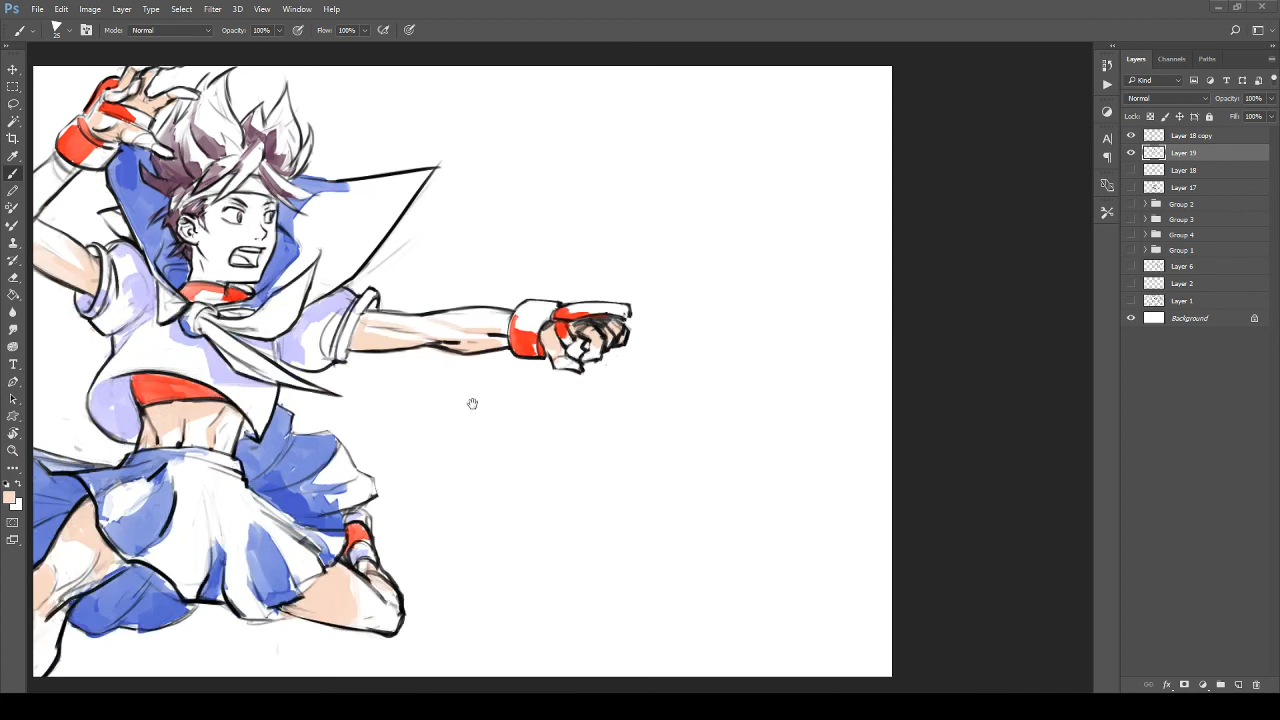 Ps File Edit Image Layer Type Select Filter 3D View Window Help
25 Mode: Normal Opacity: 100% Flow: 100%
Layers Channels Paths
Kind
Normal Opacity: 100%
Lock: Fill: 100%
Layer 18 copy
Layer 19
Layer 18
Layer 17
Group 2
Group 3
Group 4
Group 1
Layer 6
Layer 2
Layer 1
Background